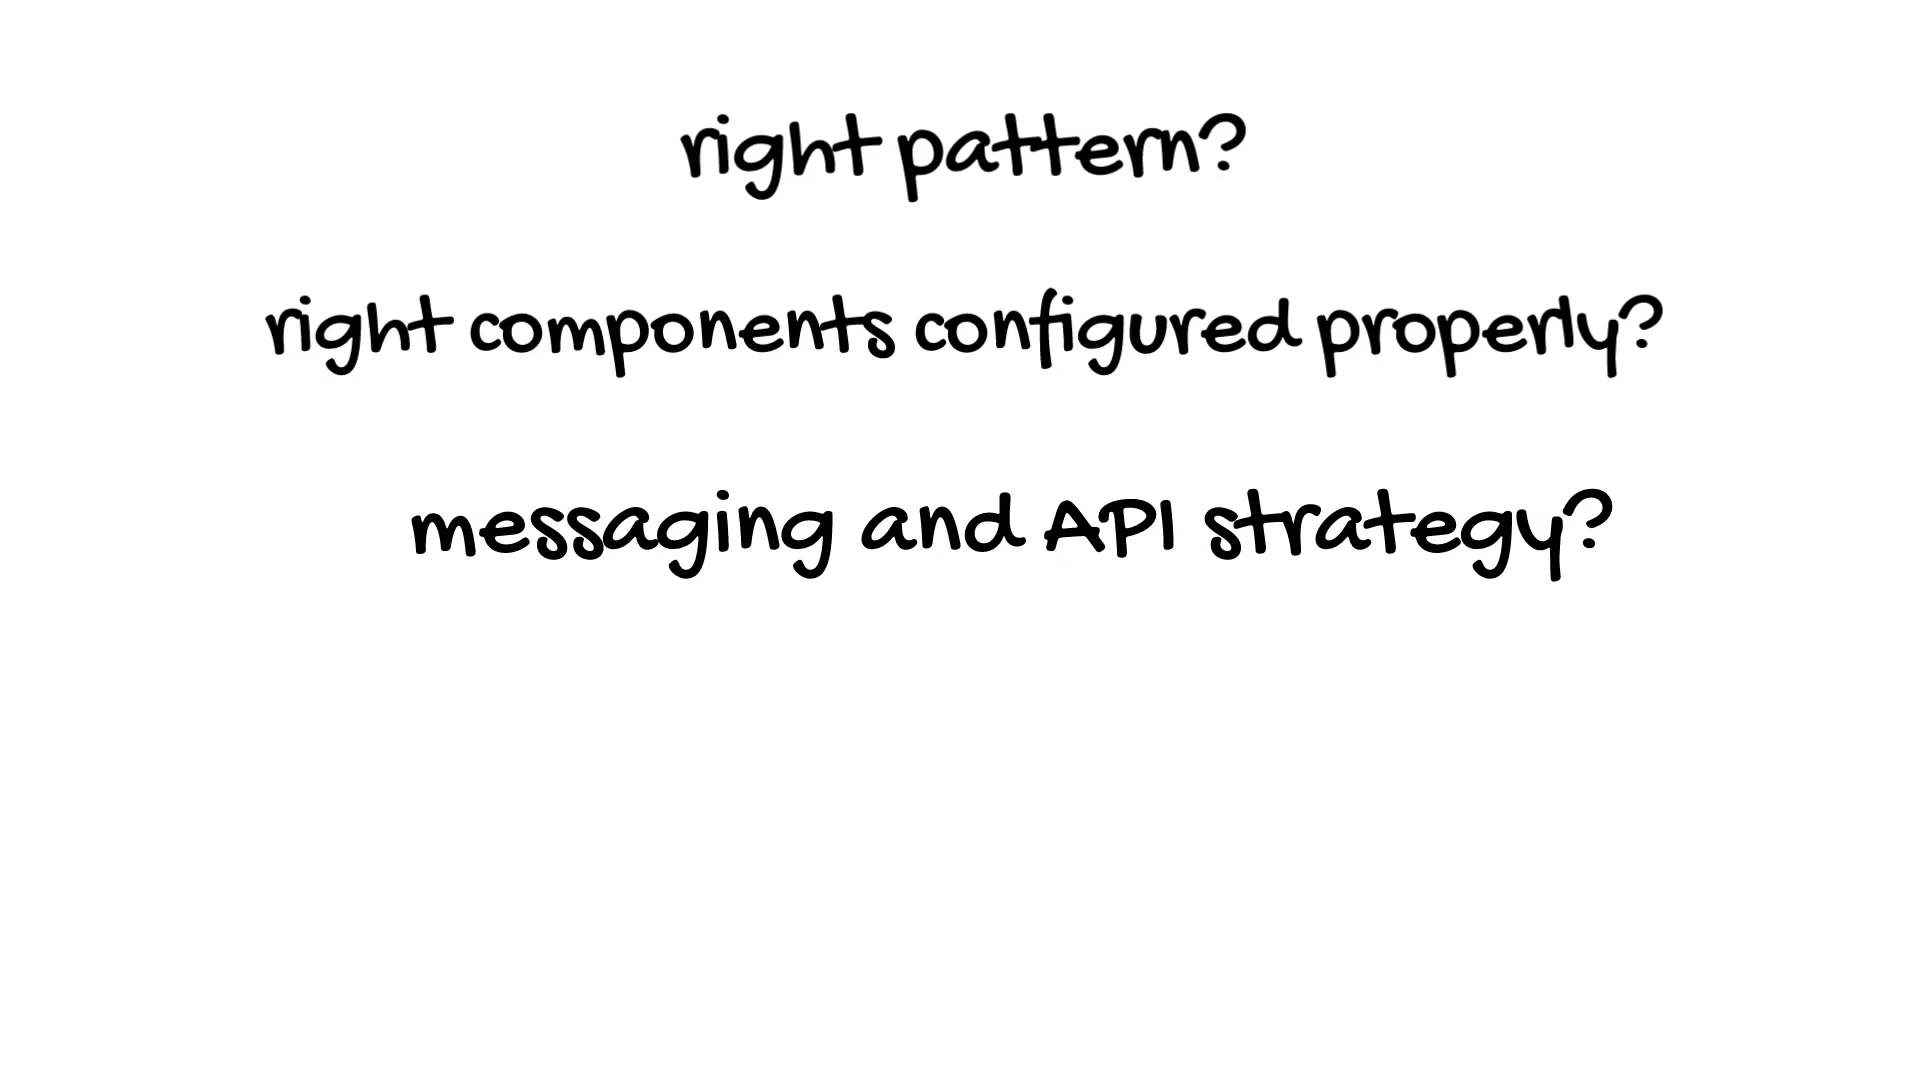 right pattern?
right components configured properly?
messaging and API strategy?